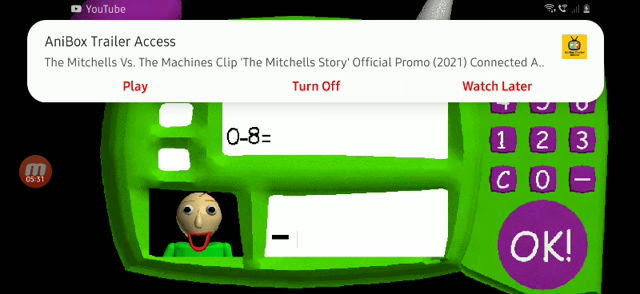 YouTube
AniBox Trailer Access
The Mitchells Vs. The Machines Clip 'The Mitchells Story' Official Promo (2021) Connected A..
Play
Turn Off
Watch Later
0-8=
1 2 3
C 0 -
05:31
-
OK!